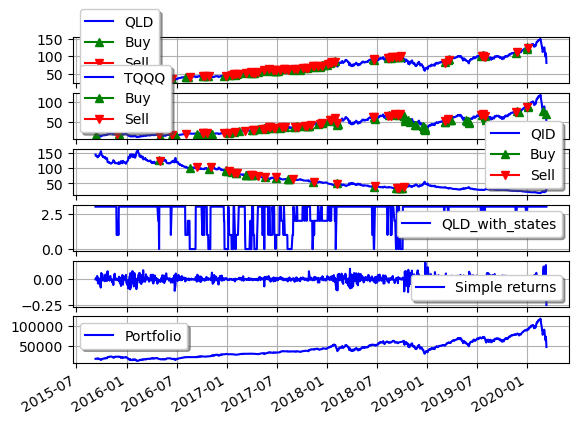 QLD
Buy
Sell
150
100
50
TQQQ
Buy
Sell
100
50
QID
Buy
Sell
150
100
50
QLD_with_states
2.5
0.0
Simple returns
0.00
−0.25
Portfolio
100000
50000
2015-07
2016-01
2016-07
2017-01
2017-07
2018-01
2018-07
2019-01
2019-07
2020-01